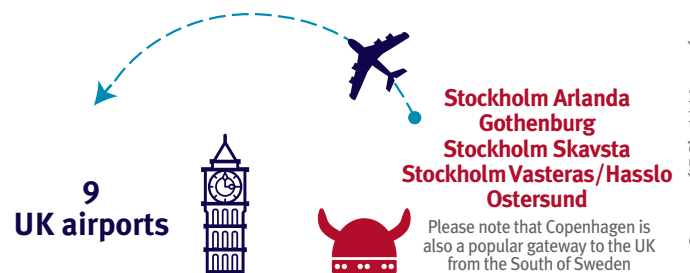 Stockholm Arlanda
Gothenburg
Stockholm Skavsta
Stockholm Vasteras/Hasslo
Ostersund
9
UK airports
Please note that Copenhagen is
also a popular gateway to the UK
from the South of Sweden